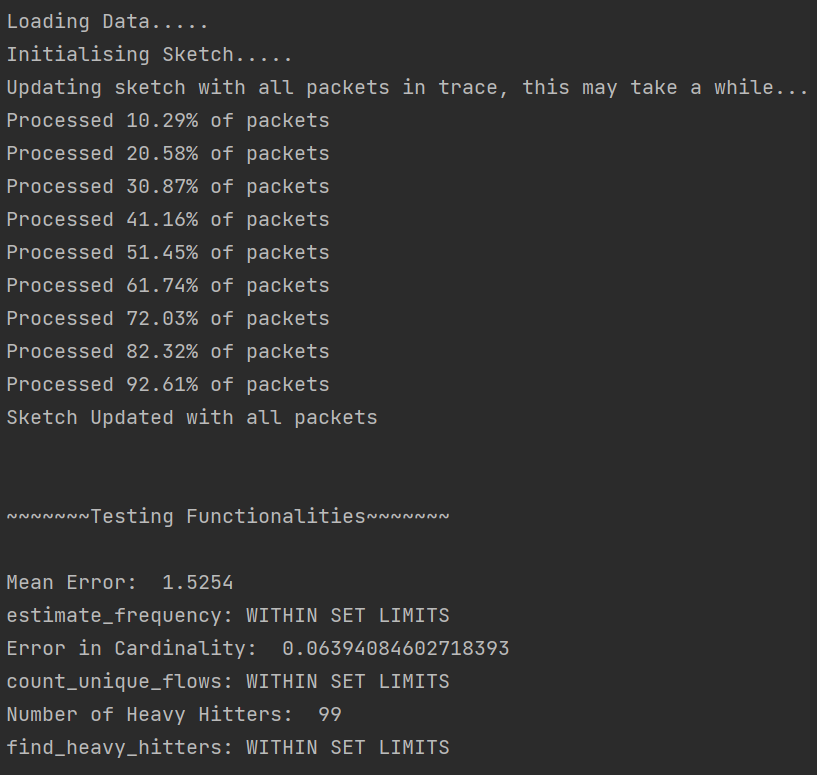 Loading Data.....
Initialising Sketch.....
Updating sketch with all packets in trace, this may take a while...
Processed 10.29% of packets
Processed 20.58% of packets
Processed 30.87% of packets
Processed 41.16% of packets
Processed 51.45% of packets
Processed 61.74% of packets
Processed 72.03% of packets
Processed 82.32% of packets
Processed 92.61% of packets
Sketch Updated with all packets
~~~~~~~Testing Functionalities~~~~~~~
Mean Error:  1.5254
estimate_frequency: WITHIN SET LIMITS
Error in Cardinality:  0.06394084602718393
count_unique_flows: WITHIN SET LIMITS
Number of Heavy Hitters:  99
find_heavy_hitters: WITHIN SET LIMITS